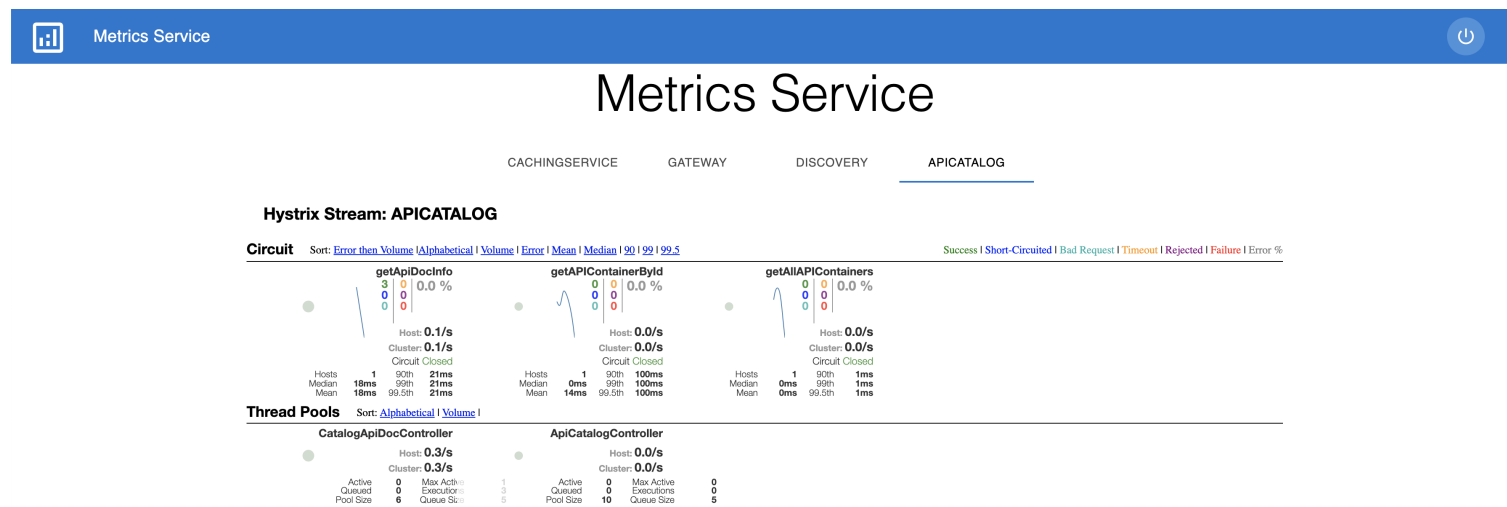 Metrics Service
Metrics Service
CACHINGSERVICE GATEWAY DISCOVERY APICATALOG
Hystrix Stream: APICATALOG
Circuit Sort: Error then Volume |Alphabetical | Volume | Error | Mean | Median | 90 | 99 | 99.5 Success | Short-Circuited | Bad Request | Timeout | Rejected | Failure | Error %
getApiDocInfo getAPIContainerById getAllAPIContainers
3 0 0.0 % 0 0 0.0 % 0 0 0.0 %
0 0 0 0 0 0
0 0 0 0 0 0
Host: 0.1/s Host: 0.0/s Host: 0.0/s
Cluster: 0.1/s Cluster: 0.0/s Cluster: 0.0/s
Circuit Closed Circuit Closed Circuit Closed
Hosts 1 90th 21ms Hosts 1 90th 100ms Hosts 1 90th 1ms
Median 18ms 99th 21ms Median 0ms 99th 100ms Median 0ms 99th 1ms
Mean 18ms 99.5th 21ms Mean 14ms 99.5th 100ms Mean 0ms 99.5th 1ms
Thread Pools Sort: Alphabetical | Volume |
CatalogApiDocController ApiCatalogController
Host: 0.3/s Host: 0.0/s
Cluster: 0.3/s Cluster: 0.0/s
Active 0 Max Active 1 Active 0 Max Active 0
Queued 0 Executions 3 Queued 0 Executions 0
Pool Size 6 Queue Size 5 Pool Size 10 Queue Size 5